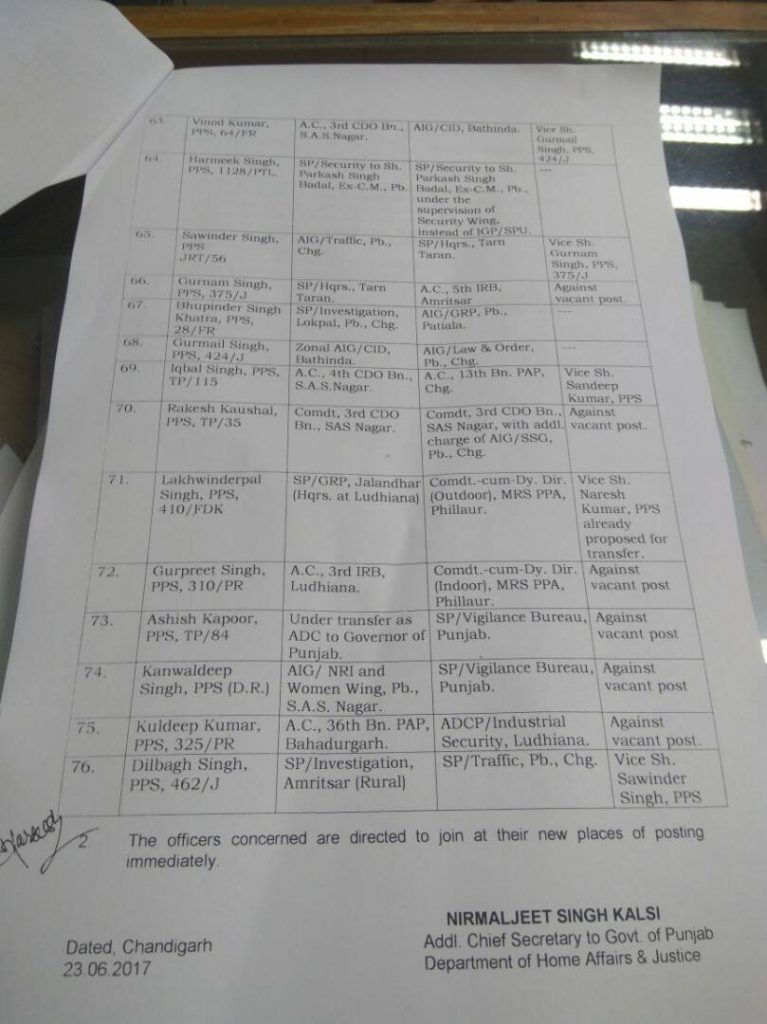 63. Vinod Kumar, A.C., 3rd CDO Bn., AIG/CID, Bathinda. Vice Sh.
PPS, 64/FR S.A.S.Nagar. Gurmail
Singh, PPS,
424/J
64. Harmeek Singh, SP/Security to Sh. SP/Security to Sh. ---
PPS, 1128/PTL. Parkash Singh Parkash Singh
Badal, Ex-C.M., Pb. Badal, Ex-C.M., Pb.,
under the
supervision of
Security Wing,
instead of IGP/SPU.
65. Sawinder Singh, AIG/Traffic, Pb., SP/Hqrs., Tarn Vice Sh.
PPS Chg. Taran. Gurnam
JRT/56 Singh, PPS,
375/J
66. Gurnam Singh, SP/Hqrs., Tarn A.C., 5th IRB, Against
PPS, 375/J Taran. Amritsar vacant post.
67. Bhupinder Singh SP/Investigation, AIG/GRP, Pb., ---
Khatra, PPS, Lokpal, Pb., Chg. Patiala.
28/FR
68. Gurmail Singh, Zonal AIG/CID, AIG/Law & Order, ---
PPS, 424/J Bathinda. Pb., Chg.
69. Iqbal Singh, PPS, A.C., 4th CDO Bn., A.C., 13th Bn. PAP, Vice Sh.
TP/115 S.A.S.Nagar. Chg. Sandeep
Kumar, PPS
70. Rakesh Kaushal, Comdt, 3rd CDO Comdt, 3rd CDO Bn., Against
PPS, TP/35 Bn., SAS Nagar. SAS Nagar, with addl. vacant post.
charge of AIG/SSG,
Pb., Chg.
71. Lakhwinderpal SP/GRP, Jalandhar Comdt.-cum-Dy. Dir. Vice Sh.
Singh, PPS, (Hqrs. at Ludhiana) (Outdoor), MRS PPA, Naresh
410/FDK Phillaur. Kumar, PPS
already
proposed for
transfer.
72. Gurpreet Singh, A.C., 3rd IRB, Comdt.-cum-Dy. Dir. Against
PPS, 310/PR Ludhiana. (Indoor), MRS PPA, vacant post
Phillaur.
73. Ashish Kapoor, Under transfer as SP/Vigilance Bureau, Against
PPS, TP/84 ADC to Governor of Punjab. vacant post
Punjab.
74. Kanwaldeep AIG/ NRI and SP/Vigilance Bureau, Against
Singh, PPS (D.R.) Women Wing, Pb., Punjab. vacant post
S.A.S. Nagar.
75. Kuldeep Kumar, A.C., 36th Bn. PAP, ADCP/Industrial Against
PPS, 325/PR Bahadurgarh. Security, Ludhiana. vacant post.
76. Dilbagh Singh, SP/Investigation, SP/Traffic, Pb., Chg. Vice Sh.
PPS, 462/J Amritsar (Rural) Sawinder
Singh, PPS
2 The officers concerned are directed to join at their new places of posting
immediately.
NIRMALJEET SINGH KALSI
Addl. Chief Secretary to Govt. of Punjab
Department of Home Affairs & Justice
Dated, Chandigarh
23.06.2017